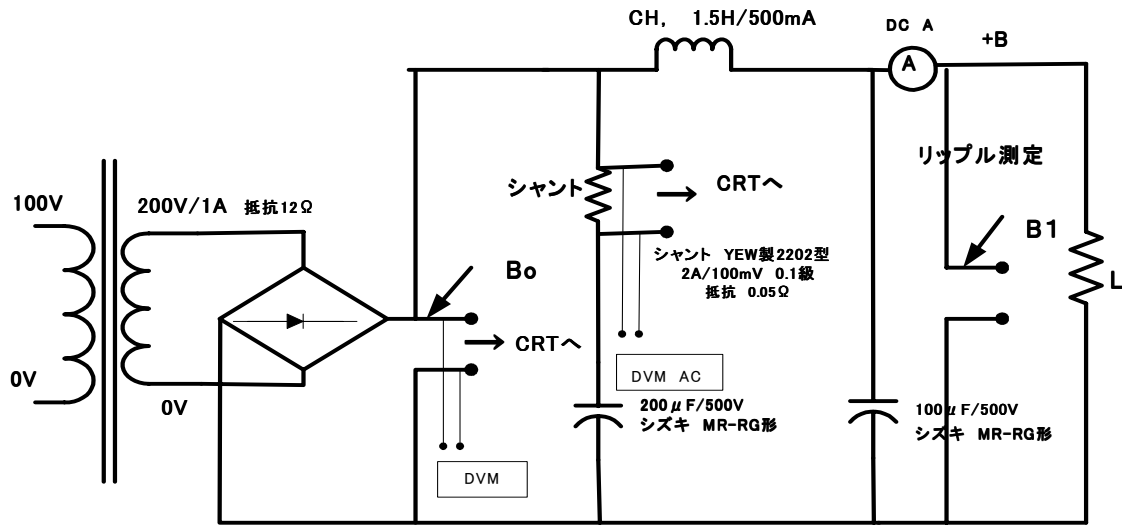 CH, 1.5H/500mA
DC A
A
+B
リップル測定
シャント
CRTへ
100V
200V/1A 抵抗12Ω
B1
Bo
シャント YEW製2202型
2A/100mV 0.1級
抵抗 0.05Ω
L
CRTへ
DVM AC
0V
0V
200μF/500V
シズキ MR-RG形
100μF/500V
シズキ MR-RG形
DVM